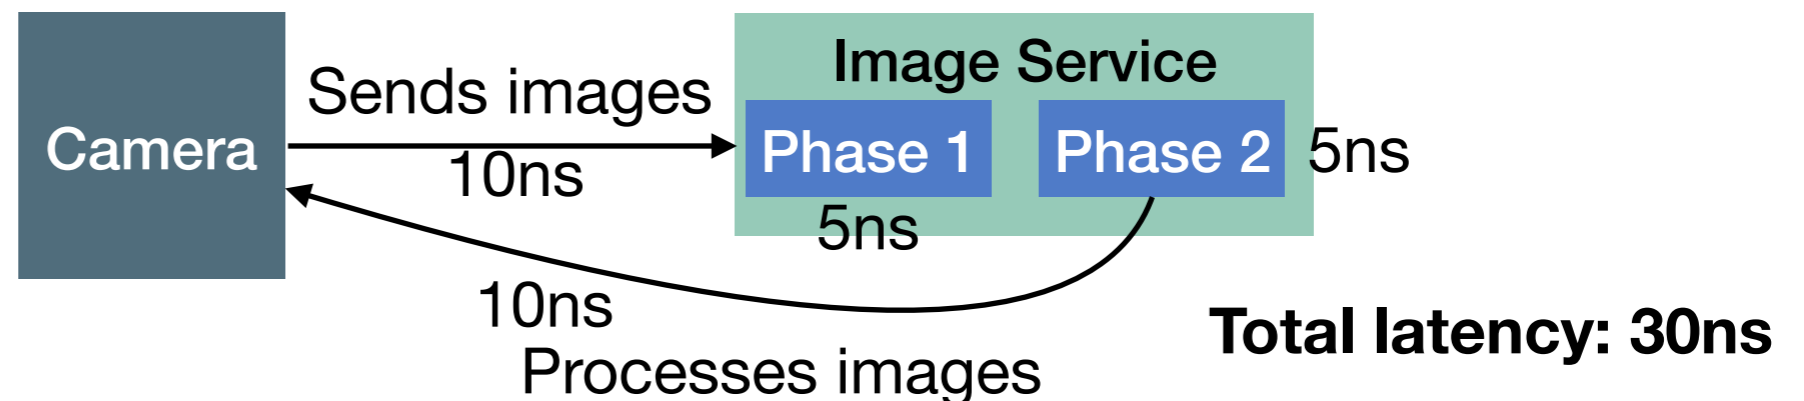 Camera
Sends images
10ns
Image Service
Phase 1
5ns
Phase 2
5ns
10ns
Processes images
Total latency: 30ns